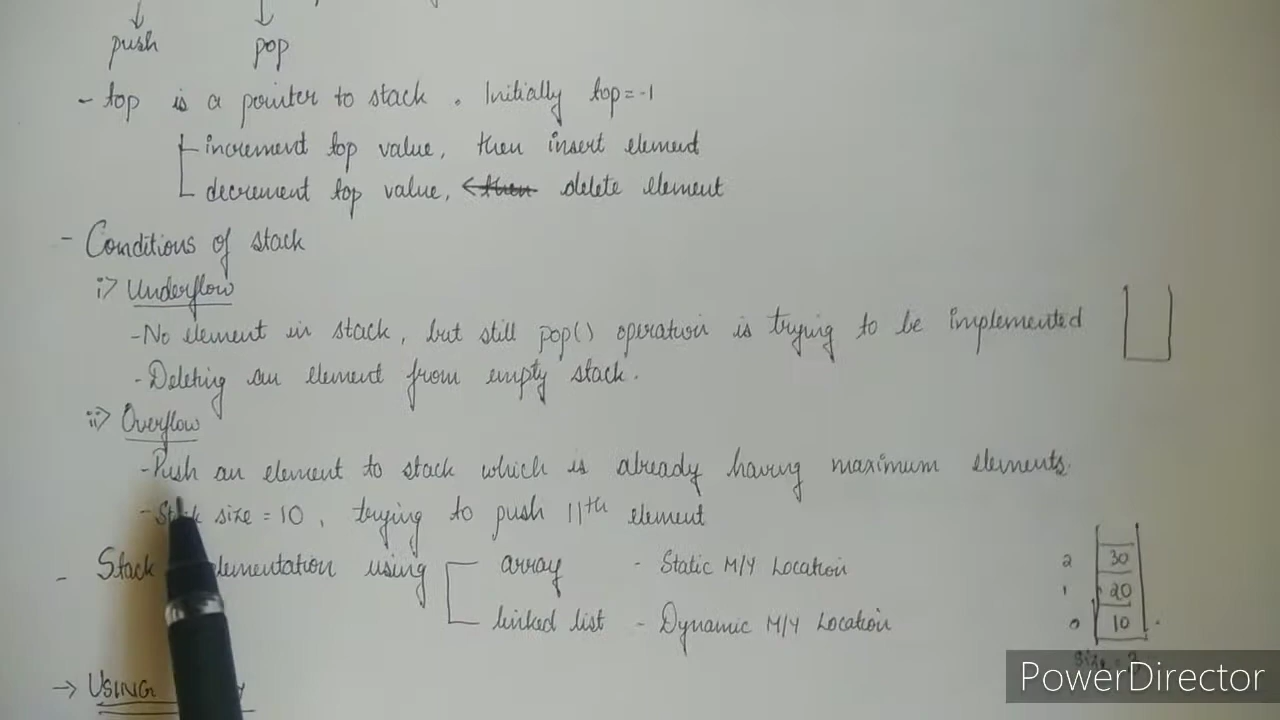 push pop
- top is a pointer to stack . Initially top = -1
increment top value, then insert element
decrement top value, then delete element
- Conditions of stack
i) Underflow
- No element in stack, but still pop() operation is trying to be implemented
- Deleting an element from empty stack.
ii) Overflow
- Push an element to stack which is already having maximum elements.
- size = 10, trying to push 11th element
- Stack using array - Static M/Y Location
linked list - Dynamic M/Y Location
2 30
1 20
0 10
→ USING
PowerDirector